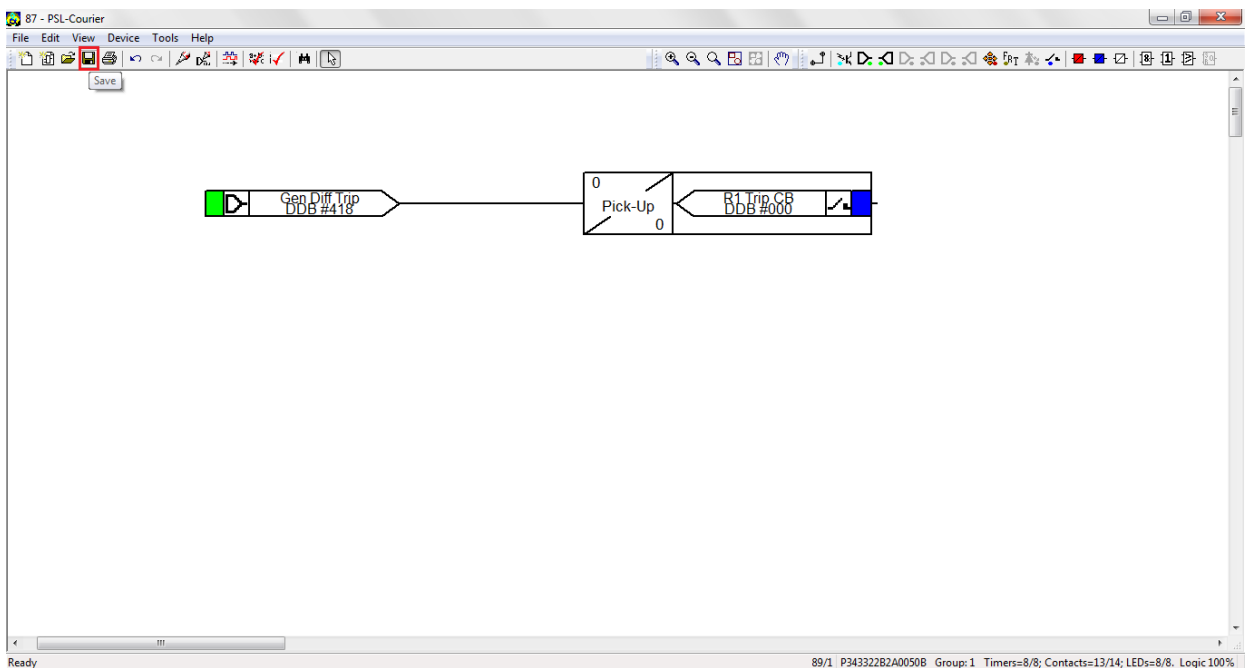 87 - PSL-Courier
File Edit View Device Tools Help
Save
Gen Diff Trip
DDB #418
0
Pick-Up
0
R1 Trip CB
DDB #000
Ready
89/1 P343322B2A0050B Group: 1 Timers=8/8; Contacts=13/14; LEDs=8/8. Logic 100%